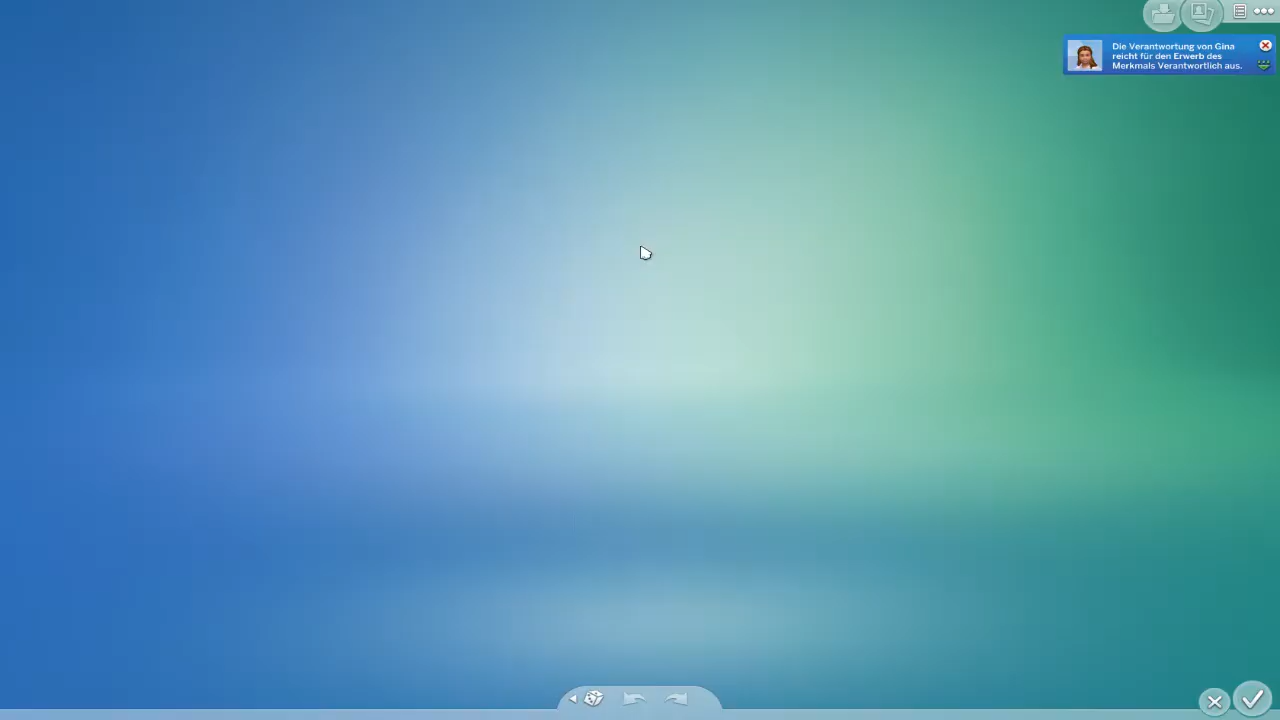 Die Verantwortung von Gina
reicht für den Erwerb des
Merkmals Verantwortlich aus.